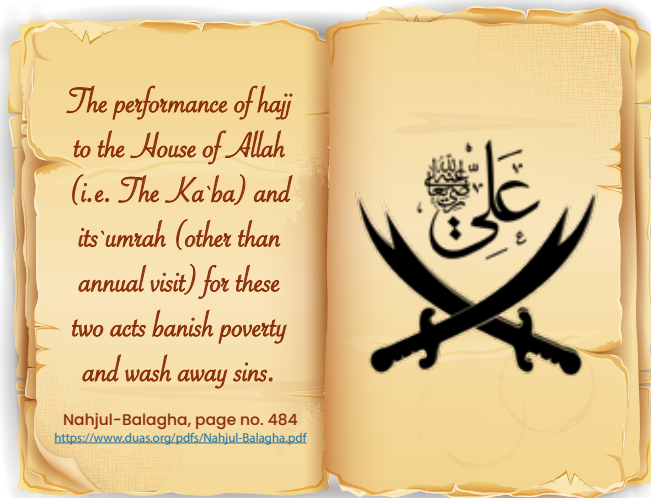 The performance of hajj
to the House of Allah
(i.e. The Ka`ba) and
its`umrah (other than
annual visit) for these
two acts banish poverty
and wash away sins.
Nahjul-Balagha, page no. 484
https://www.duas.org/pdfs/Nahjul-Balagha.pdf
علي